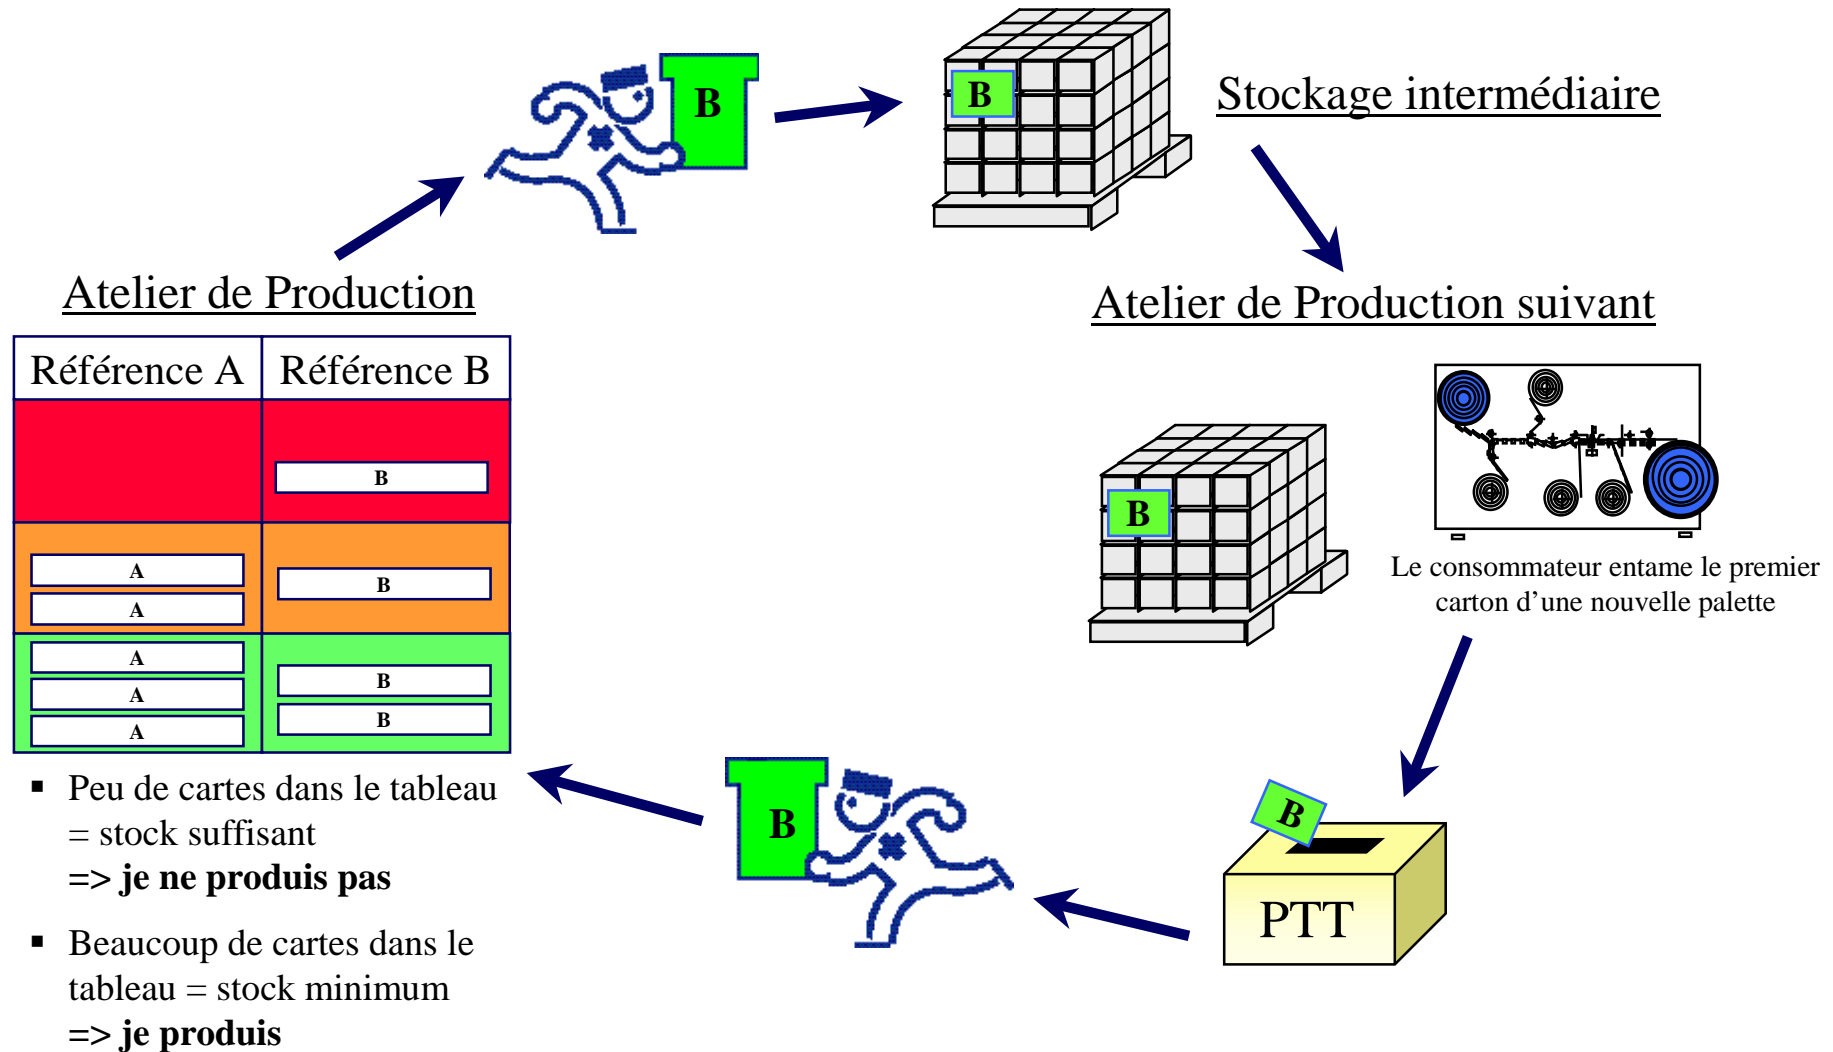 B
B
Stockage intermédiaire
Atelier de Production
Atelier de Production suivant
Référence A
Référence B
B
A
B
A
A
B
A
B
A
B
Le consommateur entame le premier
carton d’une nouvelle palette
▪ Peu de cartes dans le tableau
= stock suffisant
=> je ne produis pas
▪ Beaucoup de cartes dans le
tableau = stock minimum
=> je produis
B
B
PTT